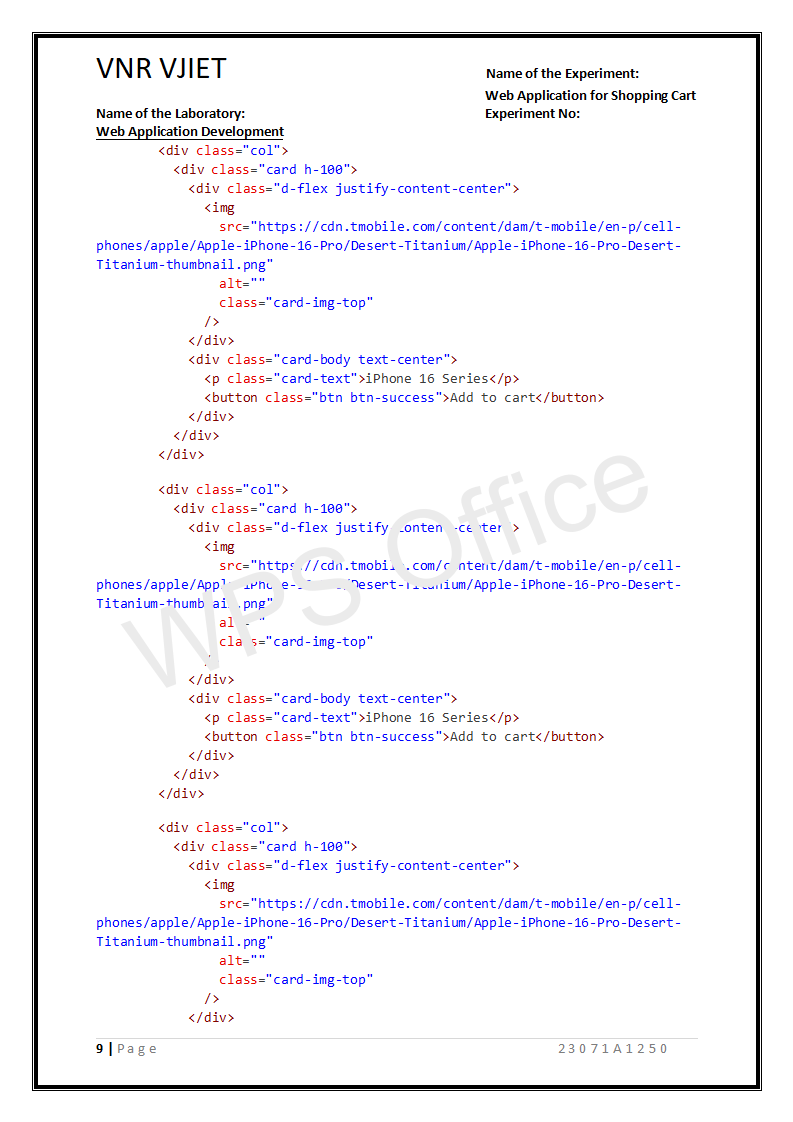 VNR VJIET
Name of the Experiment:
Web Application for Shopping Cart
Name of the Laboratory:
Experiment No:
Web Application Development
<div class="col">
<div class="card h-100">
<div class="d-flex justify-content-center">
<img
src="https://cdn.tmobile.com/content/dam/t-mobile/en-p/cell-
phones/apple/Apple-iPhone-16-Pro/Desert-Titanium/Apple-iPhone-16-Pro-Desert-
Titanium-thumbnail.png"
alt=""
class="card-img-top"
/>
</div>
<div class="card-body text-center">
<p class="card-text">iPhone 16 Series</p>
<button class="btn btn-success">Add to cart</button>
</div>
</div>
</div>
<div class="col">
<div class="card h-100">
<div class="d-flex justify-content-center">
<img
src="https://cdn.tmobile.com/content/dam/t-mobile/en-p/cell-
phones/apple/Apple-iPhone-16-Pro/Desert-Titanium/Apple-iPhone-16-Pro-Desert-
Titanium-thumbnail.png"
alt=""
class="card-img-top"
/>
</div>
<div class="card-body text-center">
<p class="card-text">iPhone 16 Series</p>
<button class="btn btn-success">Add to cart</button>
</div>
</div>
</div>
<div class="col">
<div class="card h-100">
<div class="d-flex justify-content-center">
<img
src="https://cdn.tmobile.com/content/dam/t-mobile/en-p/cell-
phones/apple/Apple-iPhone-16-Pro/Desert-Titanium/Apple-iPhone-16-Pro-Desert-
Titanium-thumbnail.png"
alt=""
class="card-img-top"
/>
</div>
9 | Page
23071A1250
WPS Office